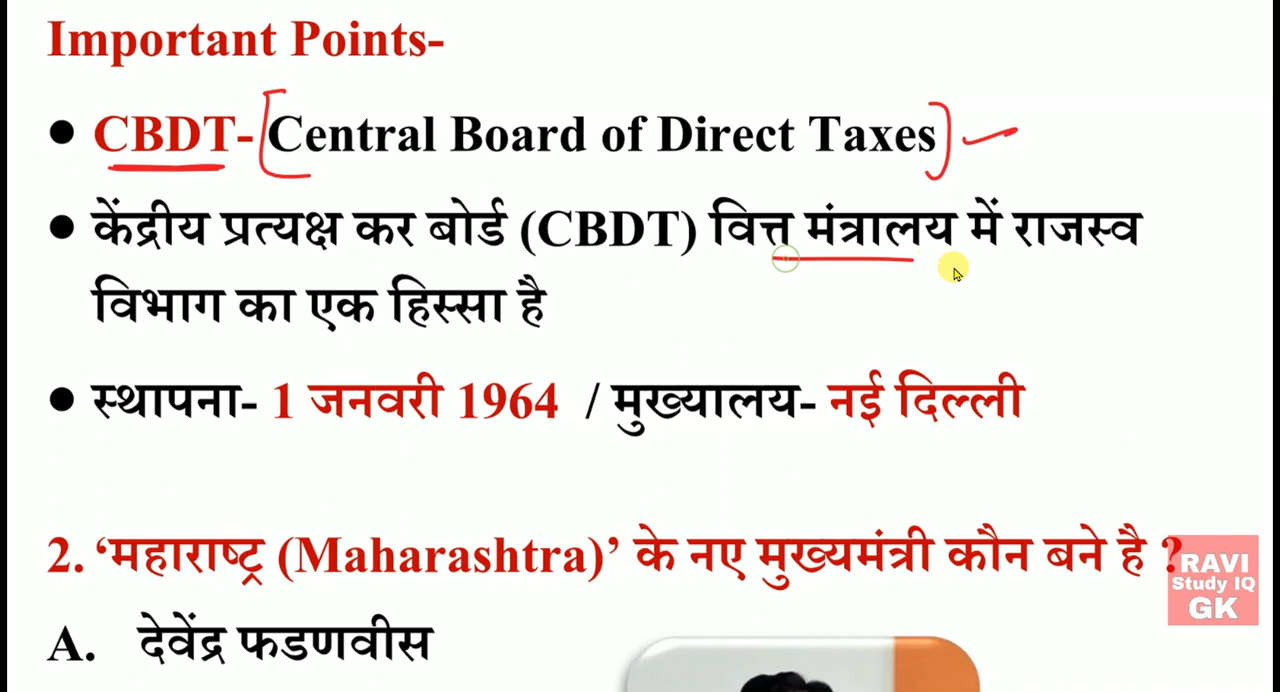 Important Points-
● CBDT- Central Board of Direct Taxes
● केंद्रीय प्रत्यक्ष कर बोर्ड (CBDT) वित्त मंत्रालय में राजस्व
विभाग का एक हिस्सा है
● स्थापना- 1 जनवरी 1964 / मुख्यालय- नई दिल्ली
2. ‘महाराष्ट्र (Maharashtra)’ के नए मुख्यमंत्री कौन बने है ?
RAVI
Study IQ
GK
A. देवेंद्र फडणवीस